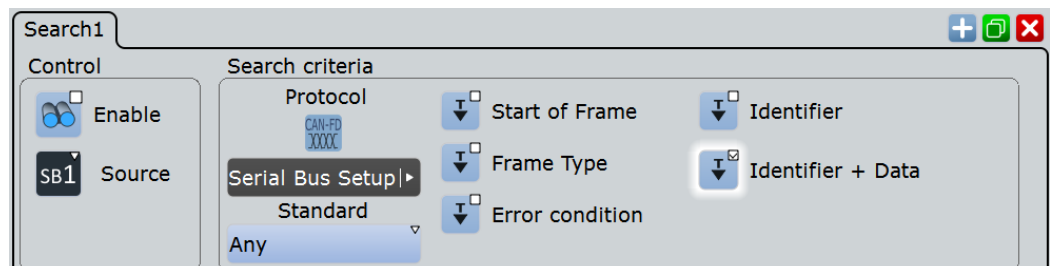 Search1
Control
Enable
SB1 Source
Search criteria
Protocol
CAN-FD
Serial Bus Setup
Standard
Any
T Start of Frame
T Frame Type
T Error condition
T Identifier
T Identifier + Data